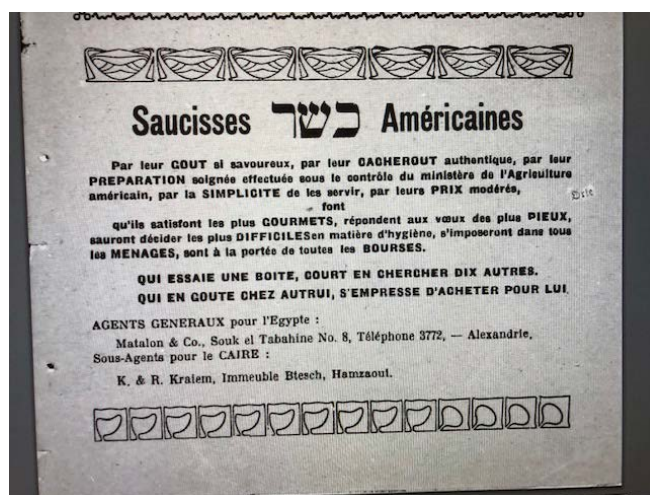 Saucisses כשר Américaines
Par leur GOUT si savoureux, par leur CACHEROUT authentique, par leur
PREPARATION soignée effectuée sous le contrôle du ministère de l'Agriculture
américain, par la SIMPLICITE de les servir, par leurs PRIX modérés,
font
qu'ils satisfont les plus GOURMETS, répondent aux vœux des plus PIEUX,
sauront décider les plus DIFFICILESen matière d'hygiène, s'imposeront dans tous
les MENAGES, sont à la portée de toutes les BOURSES.
QUI ESSAIE UNE BOITE, COURT EN CHERCHER DIX AUTRES.
QUI EN GOUTE CHEZ AUTRUI, S'EMPRESSE D'ACHETER POUR LUI.
AGENTS GENERAUX pour l'Egypte :
Matalon & Co., Souk el Tabahine No. 8, Téléphone 3772, — Alexandrie,
Sous-Agents pour le CAIRE :
K. & R. Kraiem, Immeuble Btesch, Hamzaoui.